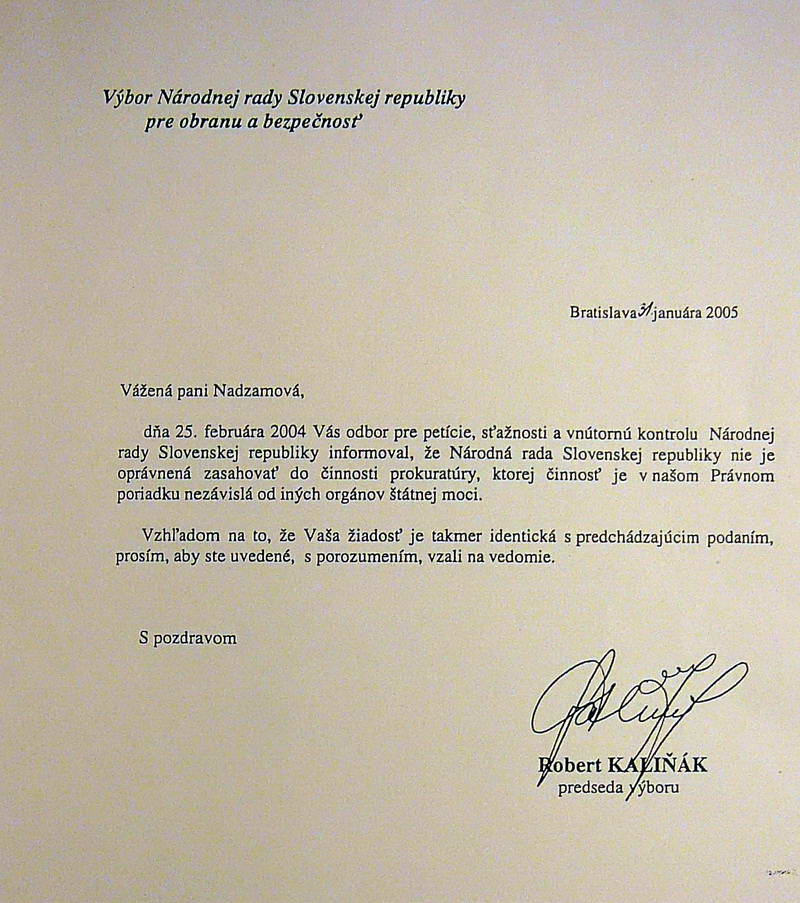 Výbor Národnej rady Slovenskej republiky
pre obranu a bezpečnosť
Bratislava 31. januára 2005
Vážená pani Nadzamová,
dňa 25. februára 2004 Vás odbor pre petície, sťažnosti a vnútornú kontrolu Národnej
rady Slovenskej republiky informoval, že Národná rada Slovenskej republiky nie je
oprávnená zasahovať do činnosti prokuratúry, ktorej činnosť je v našom Právnom
poriadku nezávislá od iných orgánov štátnej moci.
Vzhľadom na to, že Vaša žiadosť je takmer identická s predchádzajúcim podaním,
prosím, aby ste uvedené, s porozumením, vzali na vedomie.
S pozdravom
Robert KALIŇÁK
predseda výboru